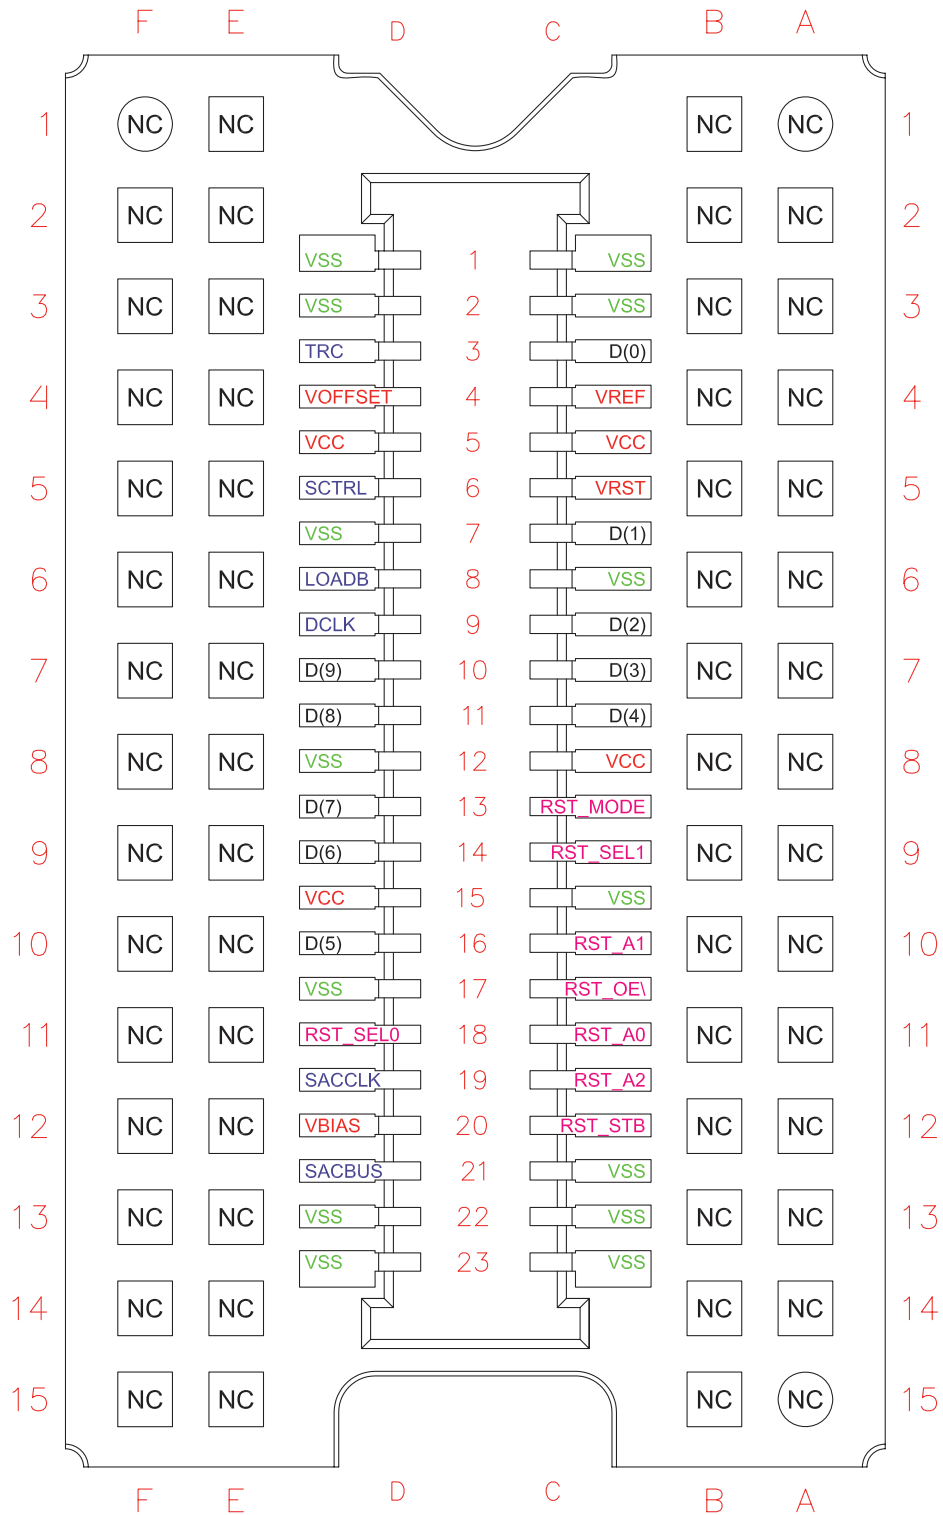 F E D C B A
1 NC NC NC NC 1
2 NC NC NC NC 2
VSS 1 VSS
3 NC NC VSS 2 VSS NC NC 3
TRC 3 D(0)
4 NC NC VOFFSET 4 VREF NC NC 4
VCC 5 VCC
5 NC NC SCTRL 6 VRST NC NC 5
VSS 7 D(1)
6 NC NC LOADB 8 VSS NC NC 6
DCLK 9 D(2)
7 NC NC D(9) 10 D(3) NC NC 7
D(8) 11 D(4)
8 NC NC VSS 12 VCC NC NC 8
D(7) 13 RST_MODE
9 NC NC D(6) 14 RST_SEL1 NC NC 9
VCC 15 VSS
10 NC NC D(5) 16 RST_A1 NC NC 10
VSS 17 RST_OE\
11 NC NC RST_SEL0 18 RST_A0 NC NC 11
SACCLK 19 RST_A2
12 NC NC VBIAS 20 RST_STB NC NC 12
SACBUS 21 VSS
13 NC NC VSS 22 VSS NC NC 13
VSS 23 VSS
14 NC NC NC NC 14
15 NC NC NC NC 15
F E D C B A